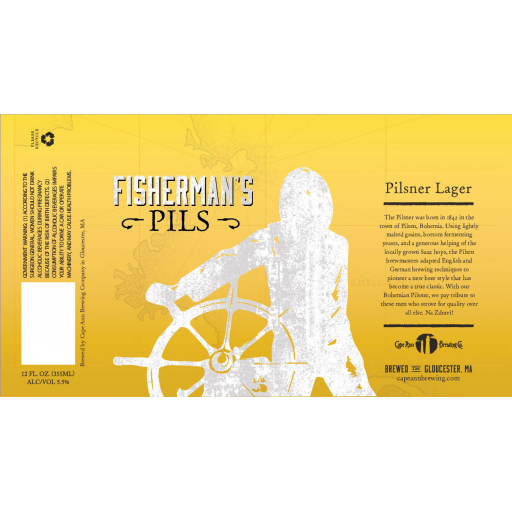 PLEASE
RECYCLE
GOVERNMENT WARNING: (1) ACCORDING TO THE
SURGEON GENERAL, WOMEN SHOULD NOT DRINK
ALCOHOLIC BEVERAGES DURING PREGNANCY
BECAUSE OF THE RISK OF BIRTH DEFECTS. (2)
CONSUMPTION OF ALCOHOLIC BEVERAGES IMPAIRS
YOUR ABILITY TO DRIVE A CAR OR OPERATE
MACHINERY, AND MAY CAUSE HEALTH PROBLEMS.
Brewed by Cape Ann Brewing Company in Gloucester, MA
12 FL. OZ. (355ML)
ALC/VOL 5.5%
FISHERMAN'S
PILS
Pilsner Lager
The Pilsner was born in 1842 in the
town of Pilsen, Bohemia. Using lightly
malted grains, bottom fermenting
yeasts, and a generous helping of the
locally grown Saaz hops, the Pilsen
brewmasters adapted English and
German brewing techniques to
pioneer a new beer style that has
become a true classic. With our
Bohemian Pilsner, we pay tribute to
these men who strove for quality over
all else. Na Zdravi!
Cape Ann Brewing Co.
BREWED IN GLOUCESTER, MA
capeannbrewing.com